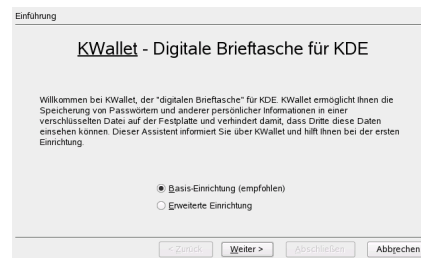 Einführung
KWallet - Digitale Brieftasche für KDE
Willkommen bei KWallet, der "digitalen Brieftasche" für KDE. KWallet ermöglicht Ihnen die
Speicherung von Passwörtern und anderer persönlicher Informationen in einer
verschlüsselten Datei auf der Festplatte und verhindert damit, dass Dritte diese Daten
einsehen können. Dieser Assistent informiert Sie über KWallet und hilft Ihnen bei der ersten
Einrichtung.
Basis-Einrichtung (empfohlen)
Erweiterte Einrichtung
< Zurück Weiter > Abschließen Abbrechen